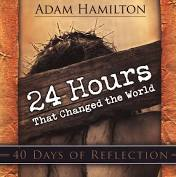 ADAM HAMILTON
24 Hours
That Changed the World
40 DAYS OF REFLECTION